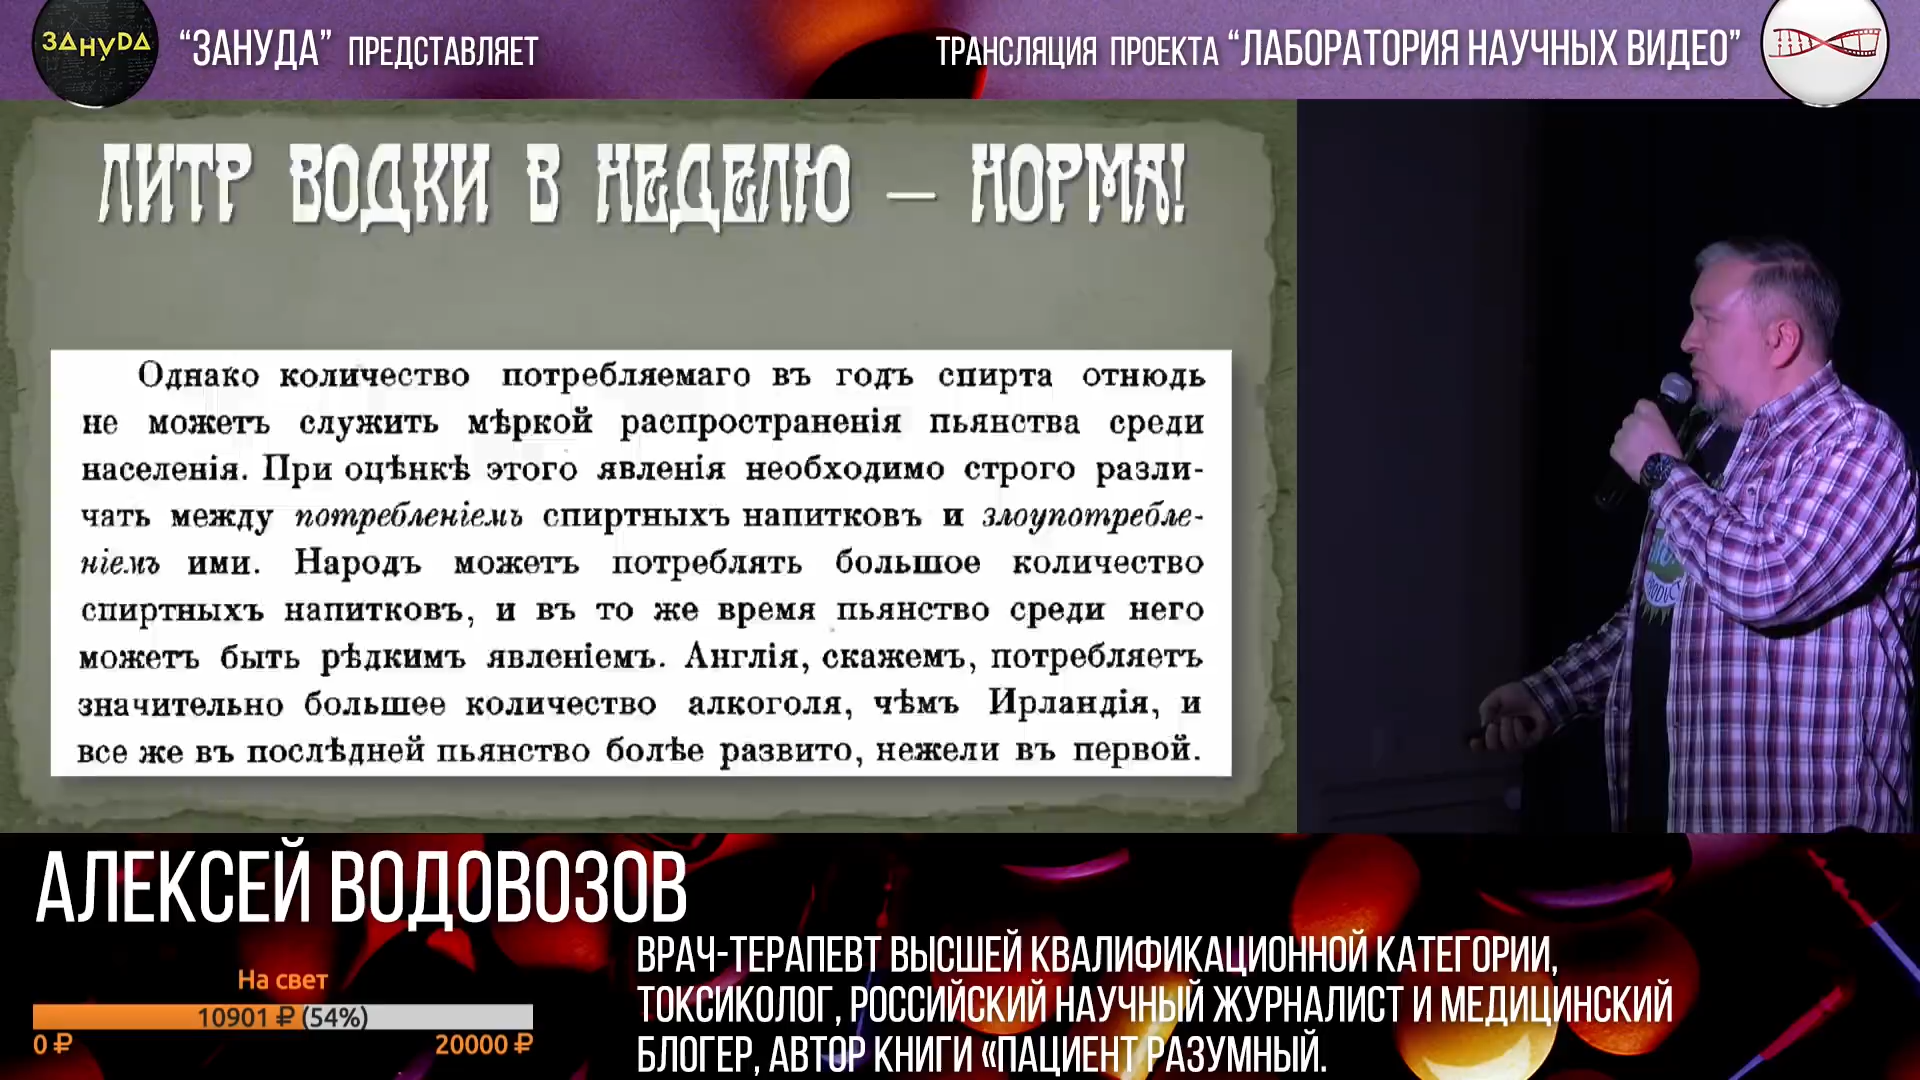 ЗАНУДА
“ЗАНУДА” ПРЕДСТАВЛЯЕТ
ТРАНСЛЯЦИЯ ПРОЕКТА “ЛАБОРАТОРИЯ НАУЧНЫХ ВИДЕО”
ЛИТР ВОДКИ В НЕДЕЛЮ – НОРМА!
Однако количество потребляемаго въ годъ спирта отнюдь
не можетъ служить мѣркой распространенія пьянства среди
населенія. При оцѣнкѣ этого явленія необходимо строго разли-
чать между потребленіемъ спиртныхъ напитковъ и злоупотребле-
ніемъ ими. Народъ можетъ потреблять большое количество
спиртныхъ напитковъ, и въ то же время пьянство среди него
можетъ быть рѣдкимъ явленіемъ. Англія, скажемъ, потребляетъ
значительно большее количество алкоголя, чѣмъ Ирландія, и
все же въ послѣдней пьянство болѣе развито, нежели въ первой.
АЛЕКСЕЙ ВОДОВОЗОВ
ВРАЧ-ТЕРАПЕВТ ВЫСШЕЙ КВАЛИФИКАЦИОННОЙ КАТЕГОРИИ,
ТОКСИКОЛОГ, РОССИЙСКИЙ НАУЧНЫЙ ЖУРНАЛИСТ И МЕДИЦИНСКИЙ
БЛОГЕР, АВТОР КНИГИ «ПАЦИЕНТ РАЗУМНЫЙ.
На свет
10901 ₽ (54%)
0 ₽
20000 ₽